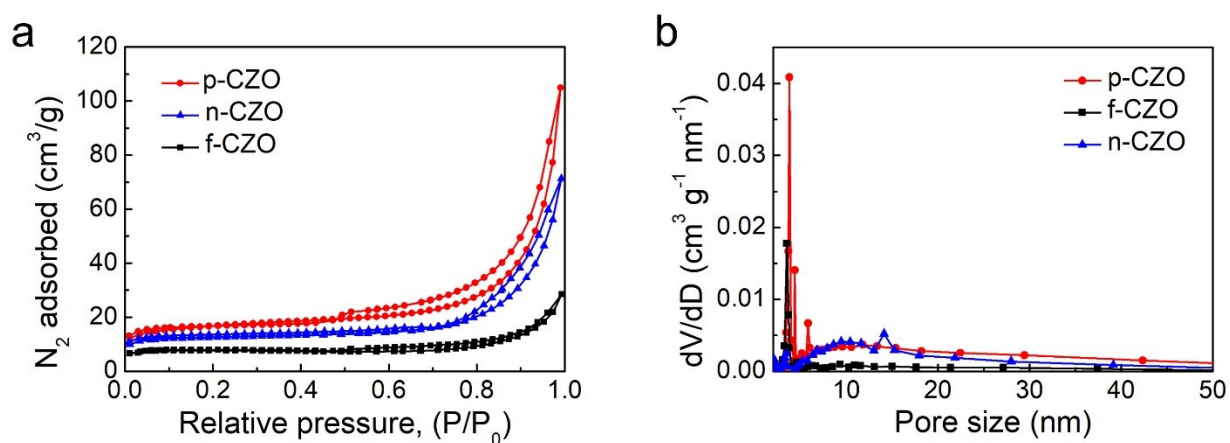 a
N₂ adsorbed (cm³/g)
120
100
80
60
40
20
0
p-CZO
n-CZO
f-CZO
0.0 0.2 0.4 0.6 0.8 1.0
Relative pressure, (P/P₀)
b
dV/dD (cm³ g⁻¹ nm⁻¹)
0.04
0.03
0.02
0.01
0.00
p-CZO
f-CZO
n-CZO
10 20 30 40 50
Pore size (nm)